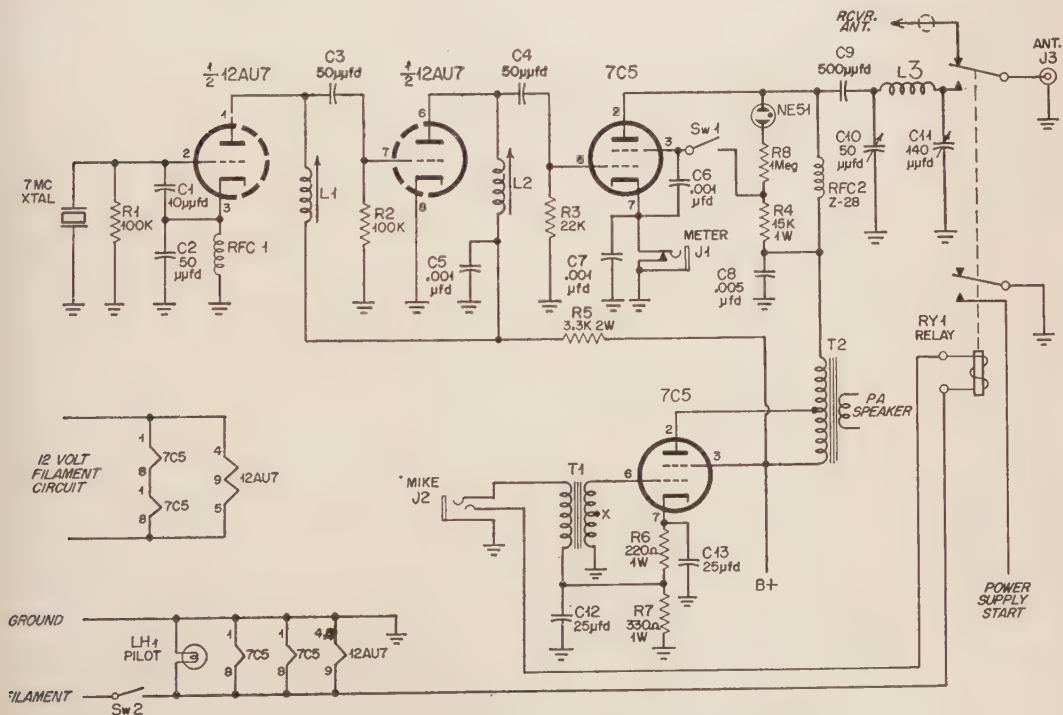 RCVR.
ANT.
ANT.
J3
½ 12AU7
C3
50µµfd
½ 12AU7
C4
50µµfd
7C5
C9
500µµfd
L3
1
6
2
NE51
Sw 1
2
7
6
3
C10
50
µµfd
C11
140
µµfd
7 MC
XTAL
R1
100K
C1
10µµfd
3
L1
8
L2
R8
1Meg
C6
.001
µfd
7
RFC2
Z-28
C2
50
µµfd
RFC 1
R2
100K
R3
22K
R4
15K
1W
METER
J1
C5
.001
µfd
C7
.001
µfd
C8
.005
µfd
R5
3.3K 2W
RY1
RELAY
T2
PA
SPEAKER
7C5
2
3
6
7
12 VOLT
FILAMENT
CIRCUIT
1
7C5
8
1
7C5
8
4
9
5
12AU7
MIKE
J2
T1
X
R6
220Ω
1W
C13
25µfd
B+
C12
25µfd
R7
330Ω
1W
POWER
SUPPLY
START
GROUND
LH1
PILOT
1
7C5
8
1
7C5
8
4
12AU7
9
FILAMENT
Sw 2